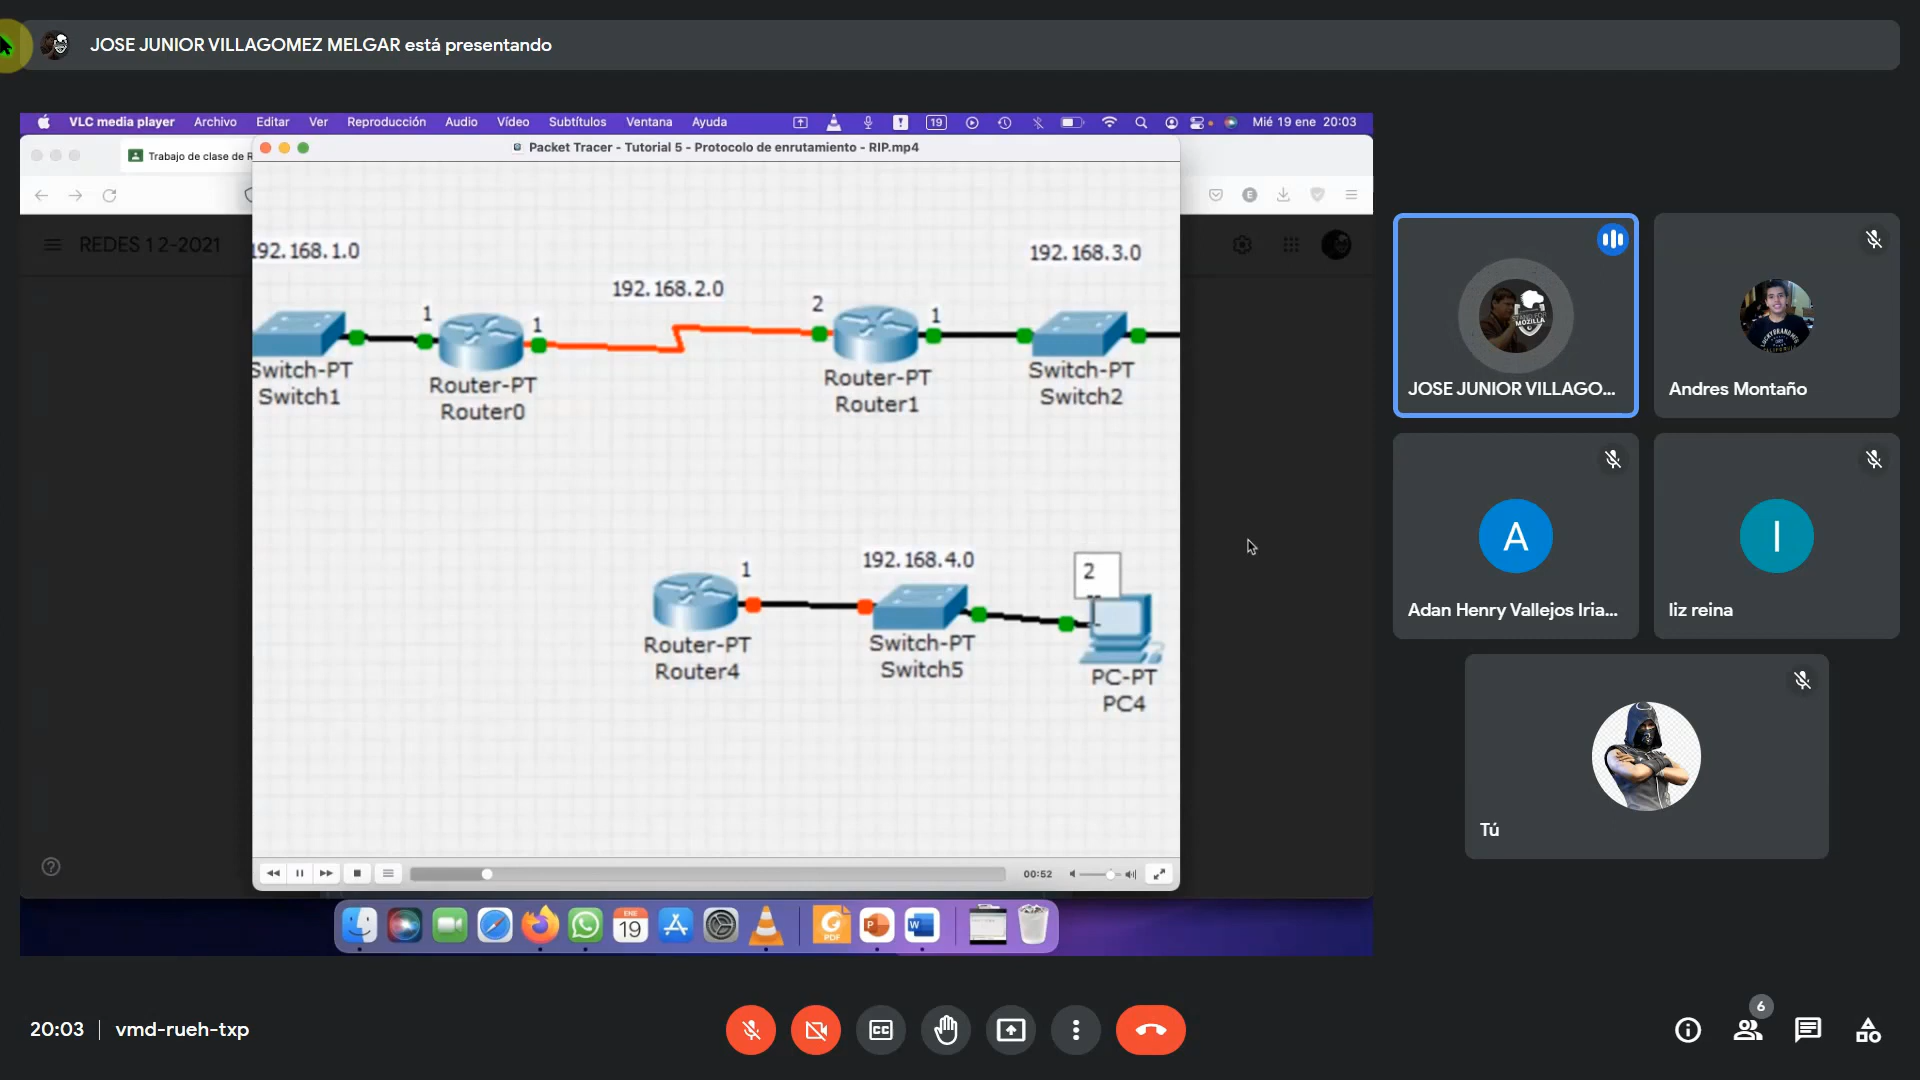 JOSE JUNIOR VILLAGOMEZ MELGAR está presentando
VLC media player Archivo Editar Ver Reproducción Audio Vídeo Subtítulos Ventana Ayuda 19 Mié 19 ene 20:03
Trabajo de clase de R
Packet Tracer - Tutorial 5 - Protocolo de enrutamiento - RIP.mp4
E
REDES 1 2-2021
192.168.1.0
192.168.2.0
192.168.3.0
1
1
2
1
Switch-PT
Switch1
Router-PT
Router0
Router-PT
Router1
Switch-PT
Switch2
192.168.4.0
1
2
Router-PT
Router4
Switch-PT
Switch5
PC-PT
PC4
00:52
ENE
19
PDF
P
W
JOSE JUNIOR VILLAGO...
Andres Montaño
A
Adan Henry Vallejos Iria...
I
liz reina
Tú
20:03 | vmd-rueh-txp
CC
6